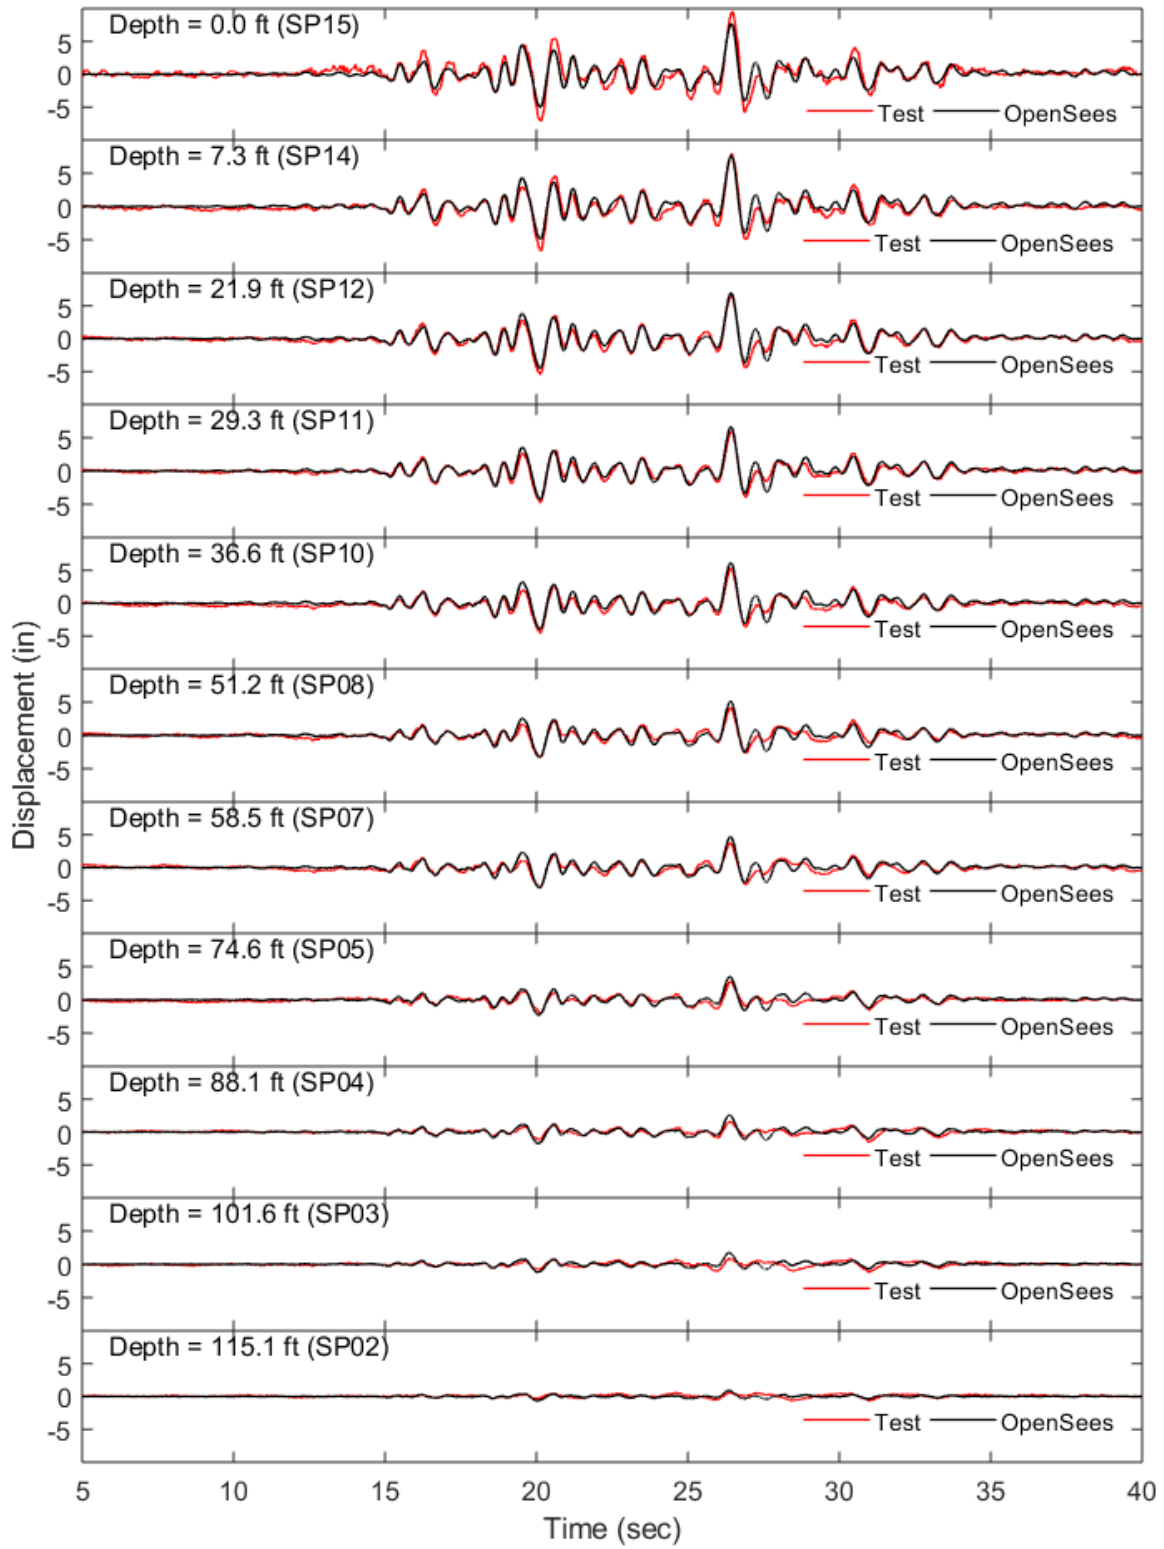 Depth = 0.0 ft (SP15)
5
0
-5
Test OpenSees
Depth = 7.3 ft (SP14)
5
0
-5
Test OpenSees
Depth = 21.9 ft (SP12)
5
0
-5
Test OpenSees
Depth = 29.3 ft (SP11)
5
0
-5
Test OpenSees
Depth = 36.6 ft (SP10)
5
0
-5
Test OpenSees
Displacement (in)
Depth = 51.2 ft (SP08)
5
0
-5
Test OpenSees
Depth = 58.5 ft (SP07)
5
0
-5
Test OpenSees
Depth = 74.6 ft (SP05)
5
0
-5
Test OpenSees
Depth = 88.1 ft (SP04)
5
0
-5
Test OpenSees
Depth = 101.6 ft (SP03)
5
0
-5
Test OpenSees
Depth = 115.1 ft (SP02)
5
0
-5
Test OpenSees
5 10 15 20 25 30 35 40
Time (sec)